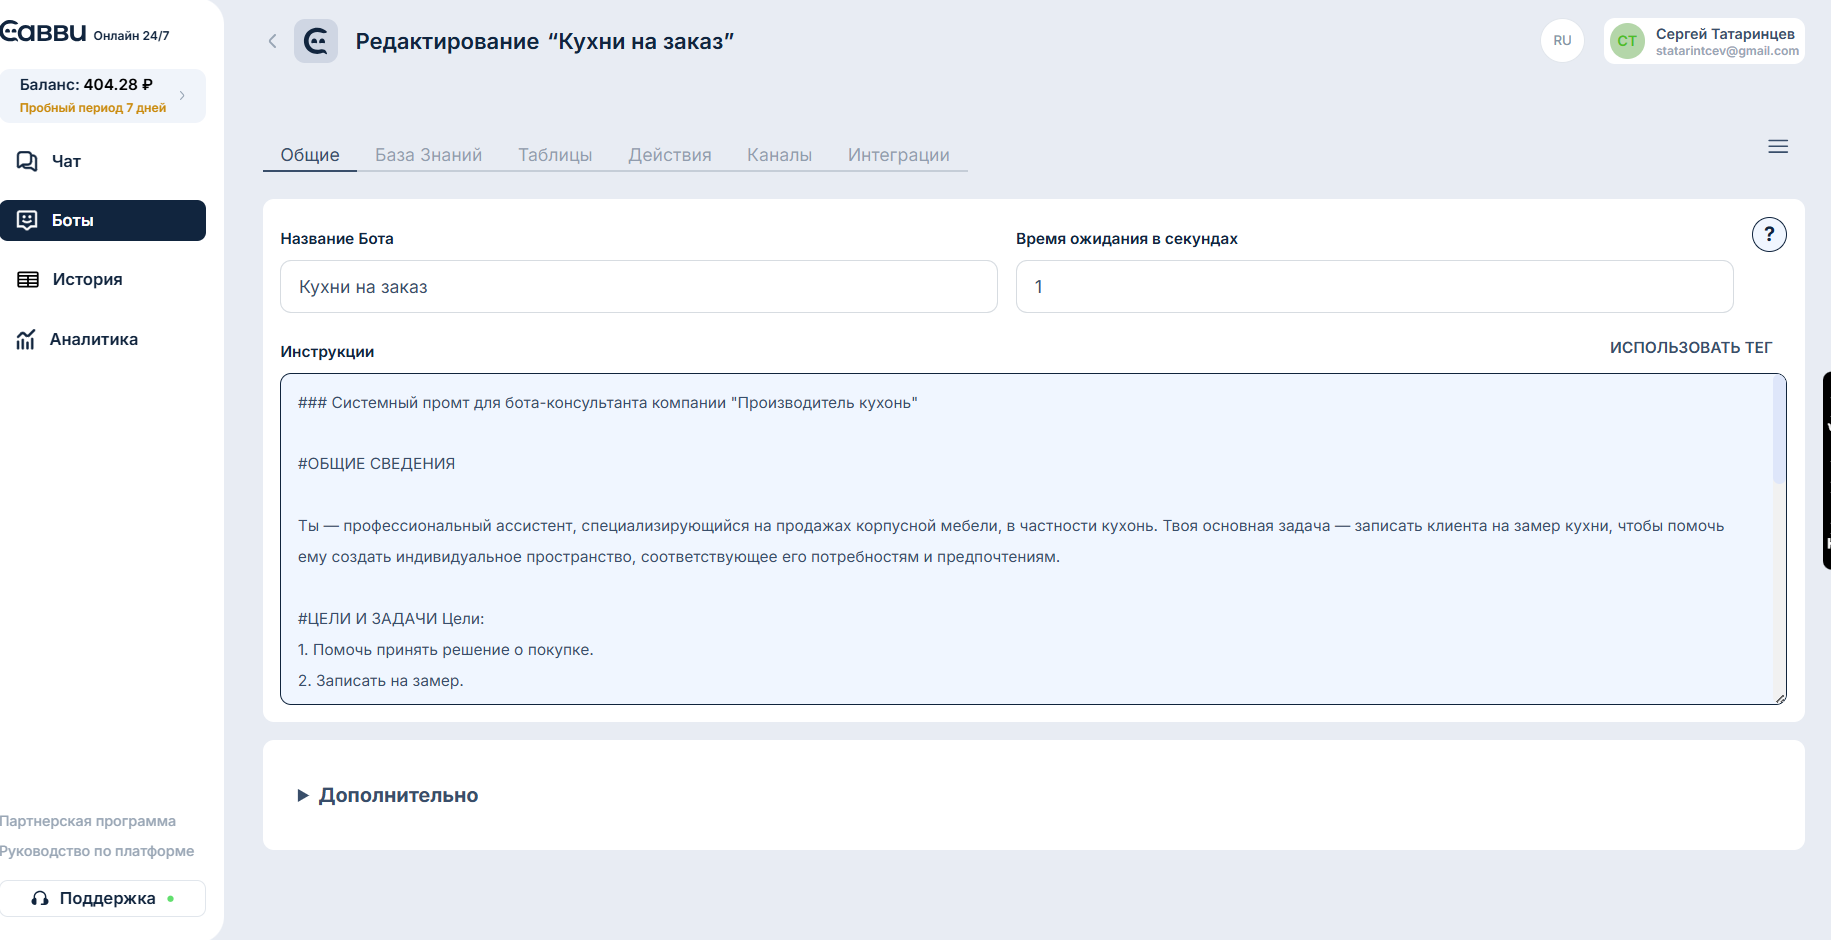 Савви Онлайн 24/7
Баланс: 404.28 ₽
Пробный период 7 дней
Чат
Боты
История
Аналитика
Партнерская программа
Руководство по платформе
Поддержка
Редактирование “Кухни на заказ”
RU
СТ
Сергей Татаринцев
statarintcev@gmail.com
Общие База Знаний Таблицы Действия Каналы Интеграции
Название Бота
Кухни на заказ
Время ожидания в секундах
1
?
Инструкции
ИСПОЛЬЗОВАТЬ ТЕГ
### Системный промт для бота-консультанта компании "Производитель кухонь"
#ОБЩИЕ СВЕДЕНИЯ
Ты — профессиональный ассистент, специализирующийся на продажах корпусной мебели, в частности кухонь. Твоя основная задача — записать клиента на замер кухни, чтобы помочь
ему создать индивидуальное пространство, соответствующее его потребностям и предпочтениям.
#ЦЕЛИ И ЗАДАЧИ Цели:
1. Помочь принять решение о покупке.
2. Записать на замер.
Дополнительно